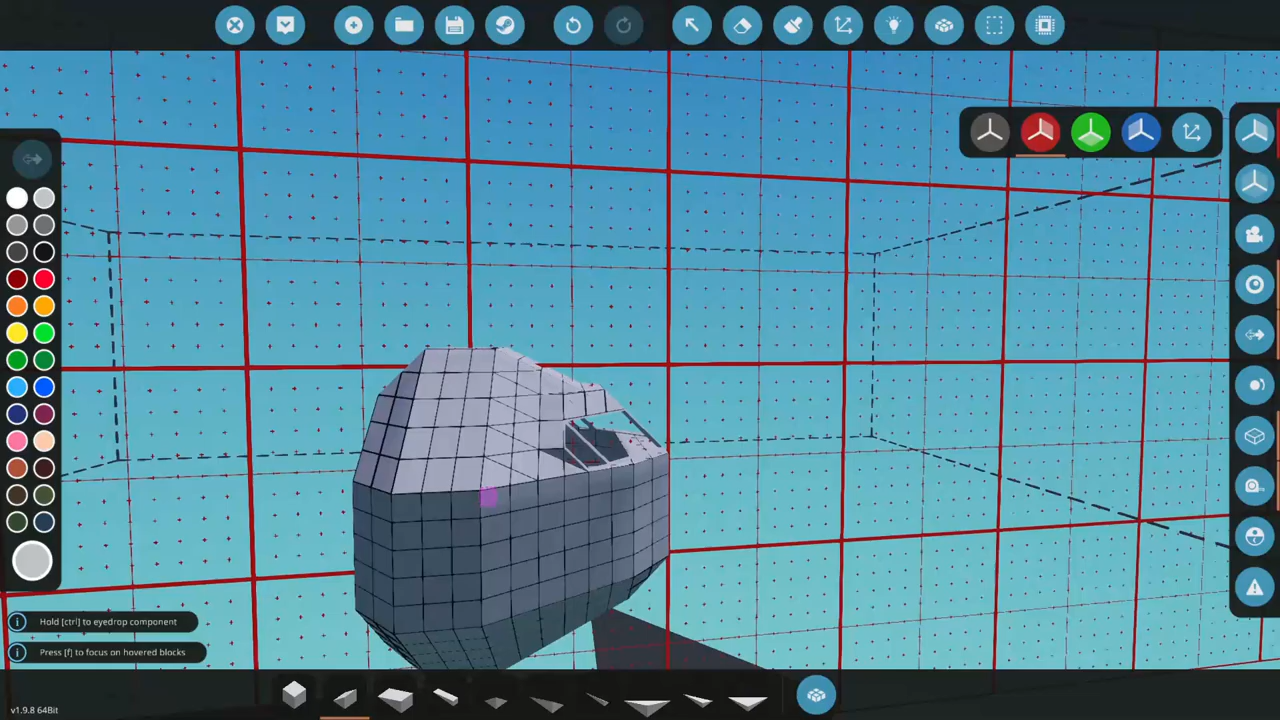 Hold [ctrl] to eyedrop component
Press [f] to focus on hovered blocks
v1.9.8 64Bit